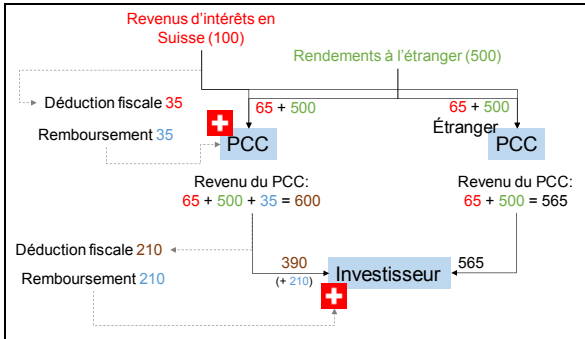 Revenus d'intérêts en
Suisse (100)
Rendements à l'étranger (500)
Déduction fiscale 35
65 + 500
65 + 500
Remboursement 35
Étranger
PCC
PCC
Revenu du PCC:
65 + 500 + 35 = 600
Revenu du PCC:
65 + 500 = 565
Déduction fiscale 210
Remboursement 210
390
(+ 210)
Investisseur
565